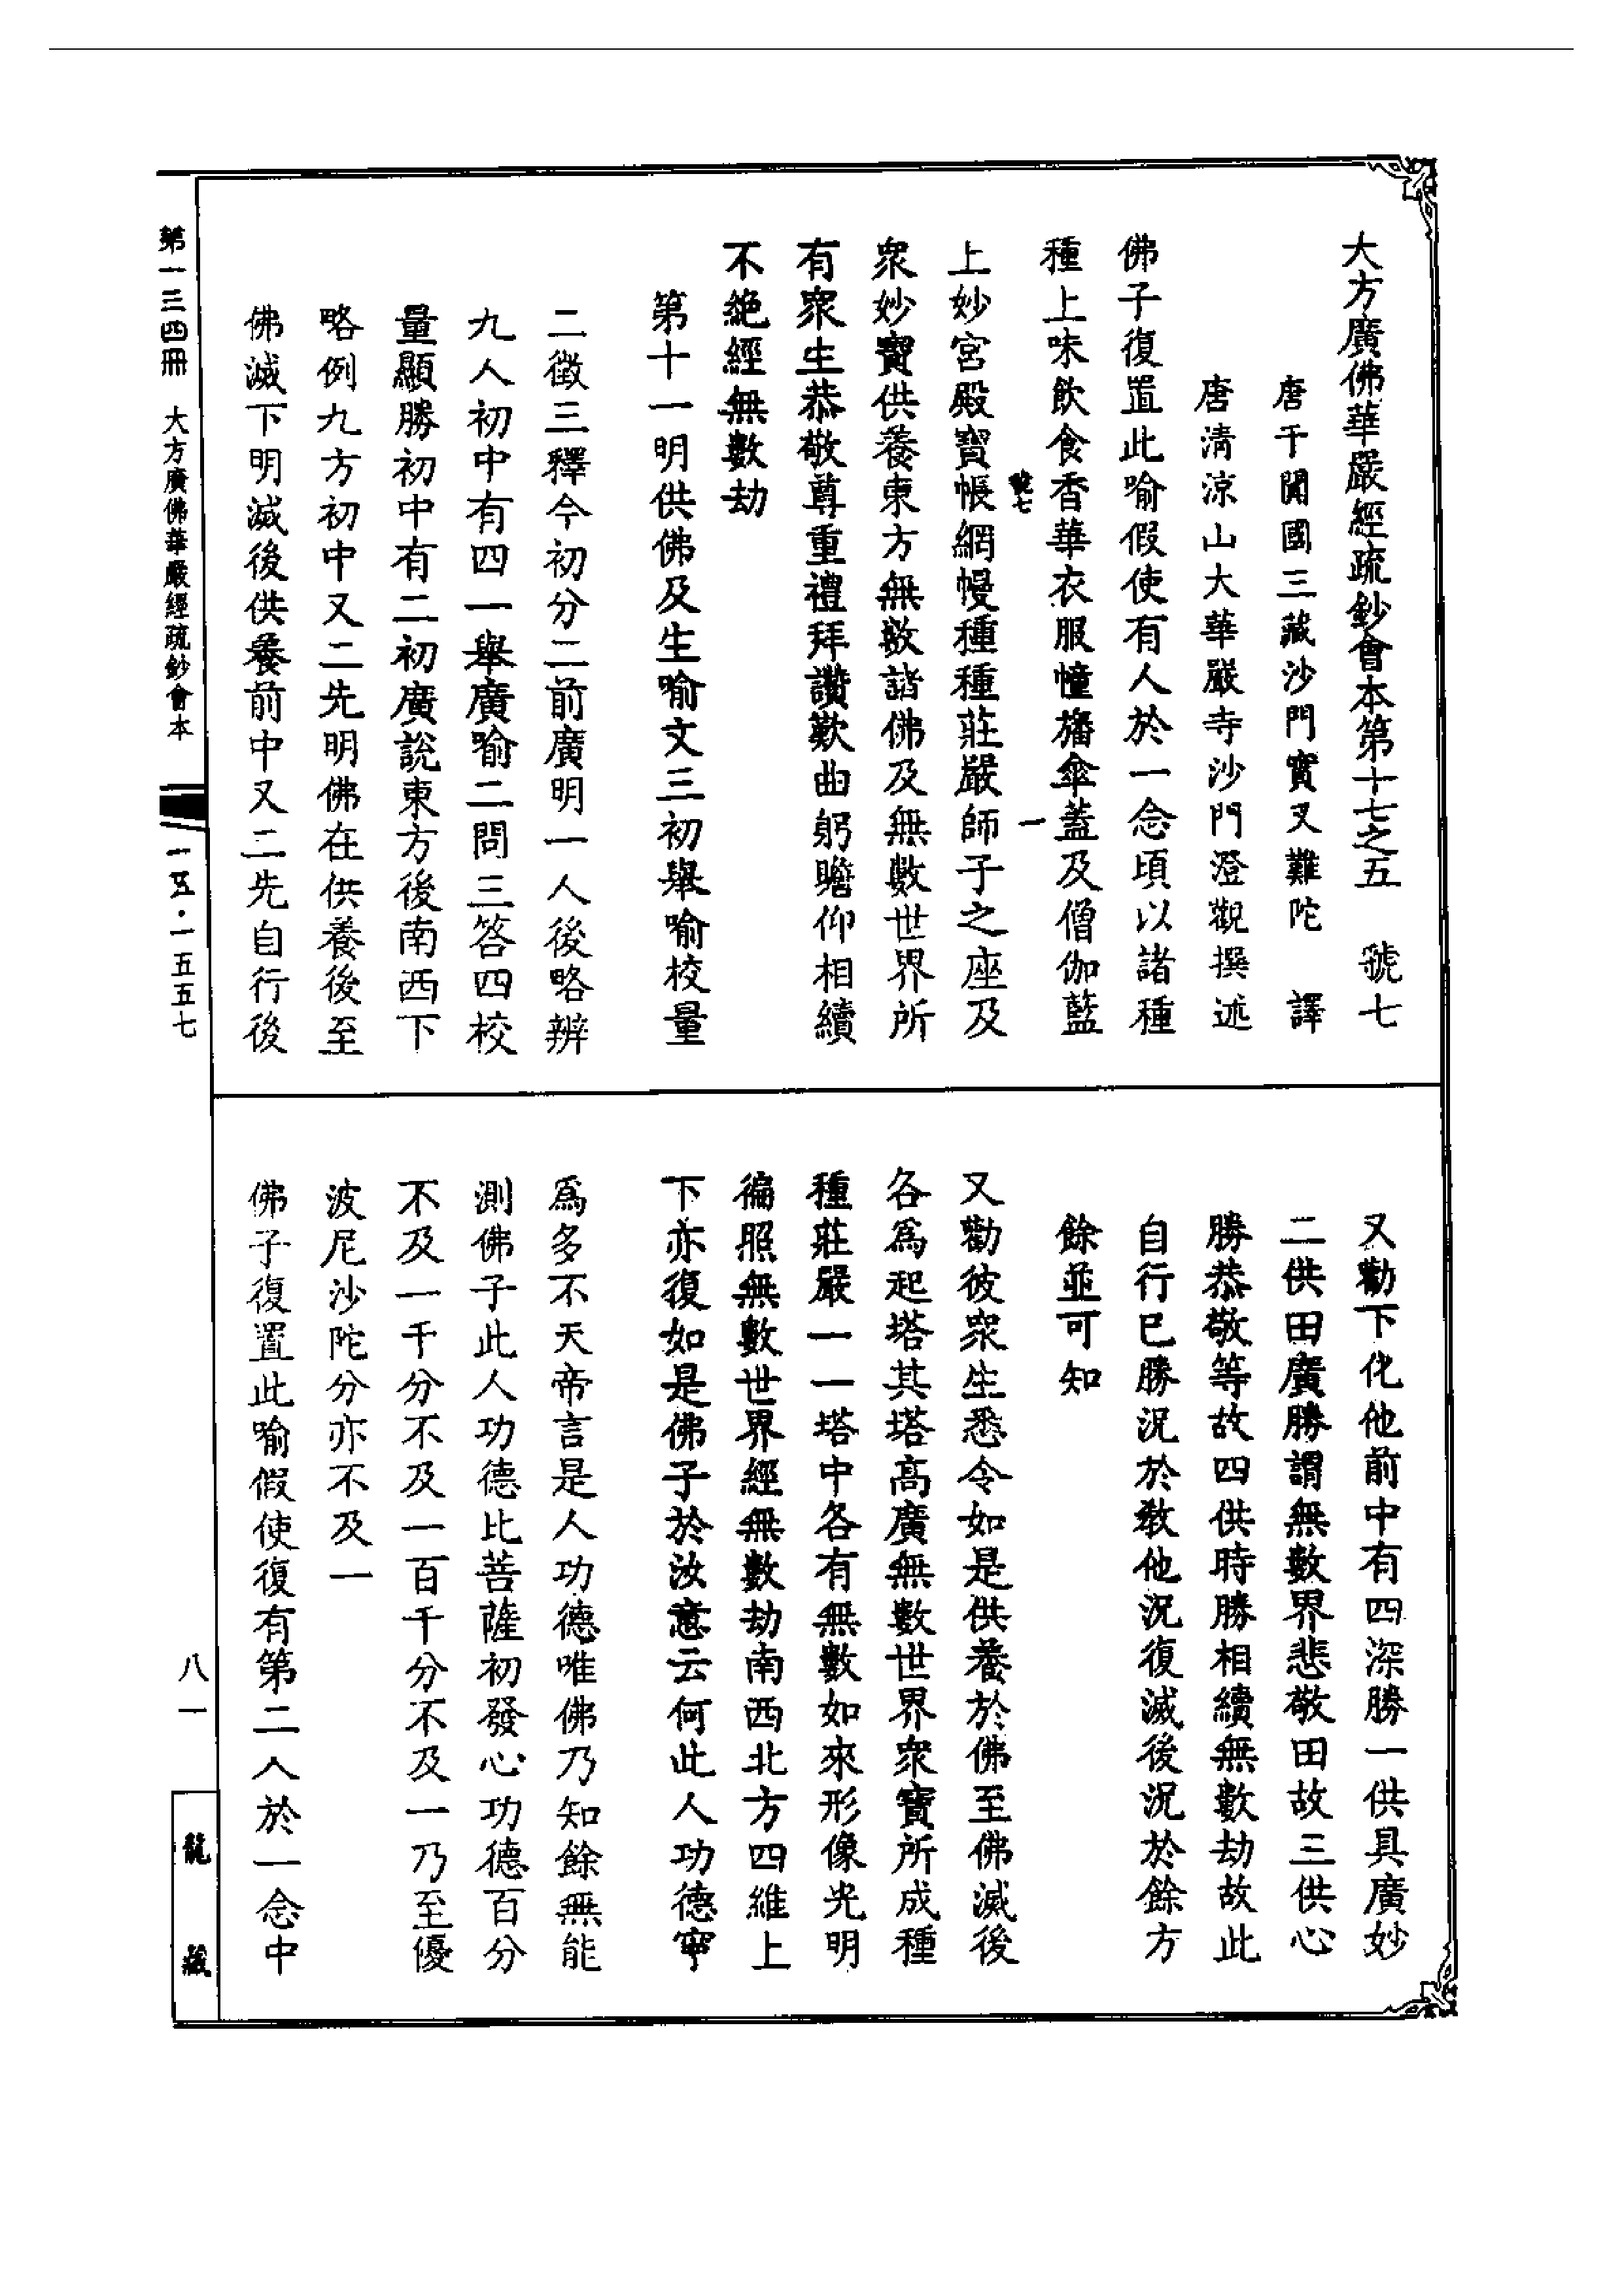 大方廣佛華嚴經疏鈔會本第十七之五　號七
唐于闐國三藏沙門實叉難陀　譯
唐清涼山大華嚴寺沙門澄觀撰述
佛子復置此喻假使有人於一念頃以諸種
種上味飲食香華衣服幢旛傘蓋及僧伽藍
號七　一
上妙宮殿寶帳網幔種種莊嚴師子之座及
眾妙寶供養東方無數諸佛及無數世界所
有眾生恭敬尊重禮拜讚歎曲躬瞻仰相續
不絕經無數劫
第十一明供佛及生喻文三初舉喻校量
二徵三釋今初分二前廣明一人後略辨
九人初中有四一舉廣喻二問三答四校
量顯勝初中有二初廣說東方後南西下
略例九方初中又二先明佛在供養後至
佛滅下明滅後供養前中又二先自行後
又勸下化他前中有四深勝一供具廣妙
二供田廣勝謂無數界悲敬田故三供心
勝恭敬等故四供時勝相續無數劫故此
自行已勝況於教他況復滅後況於餘方
餘並可知
又勸彼眾生悉令如是供養於佛至佛滅後
各為起塔其塔高廣無數世界眾寶所成種
種莊嚴一一塔中各有無數如來形像光明
徧照無數世界經無數劫南西北方四維上
下亦復如是佛子於汝意云何此人功德寧
為多不天帝言是人功德唯佛乃知餘無能
測佛子此人功德比菩薩初發心功德百分
不及一千分不及一百千分不及一乃至優
波尼沙陀分亦不及一
佛子復置此喻假使復有第二人於一念中
第一三四冊　大方廣佛華嚴經疏鈔會本
一五·一五五七
八一
龍藏